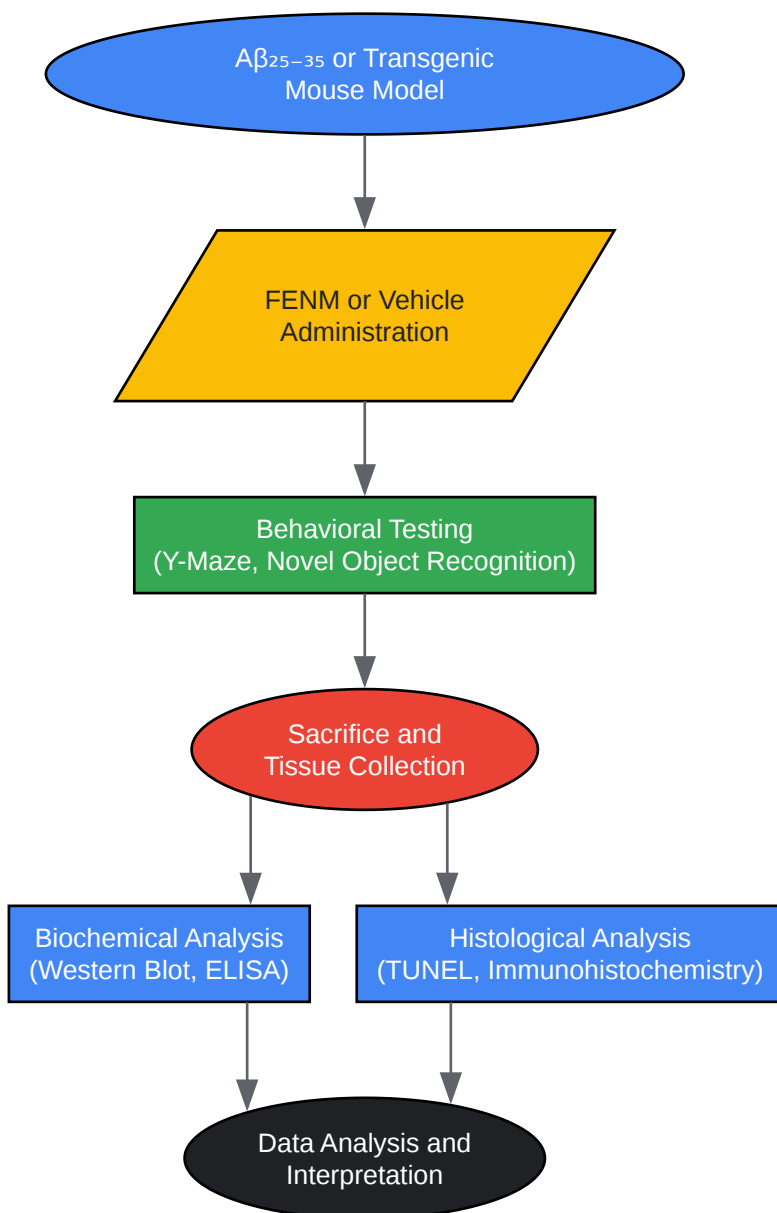 Aβ₂₅₋₃₅ or Transgenic
Mouse Model
FENM or Vehicle
Administration
Behavioral Testing
(Y-Maze, Novel Object Recognition)
Sacrifice and
Tissue Collection
Biochemical Analysis
(Western Blot, ELISA)
Histological Analysis
(TUNEL, Immunohistochemistry)
Data Analysis and
Interpretation